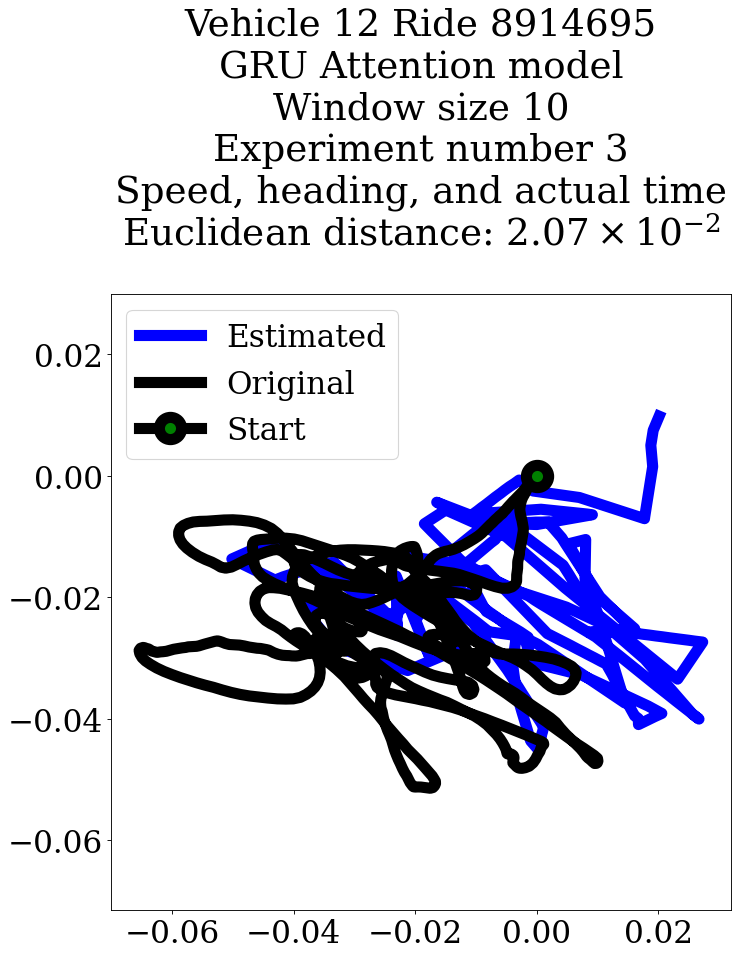 Vehicle 12 Ride 8914695
GRU Attention model
Window size 10
Experiment number 3
Speed, heading, and actual time
Euclidean distance: 2.07 × 10⁻²
Estimated
Original
Start
0.02
0.00
−0.02
−0.04
−0.06
−0.06 −0.04 −0.02 0.00 0.02